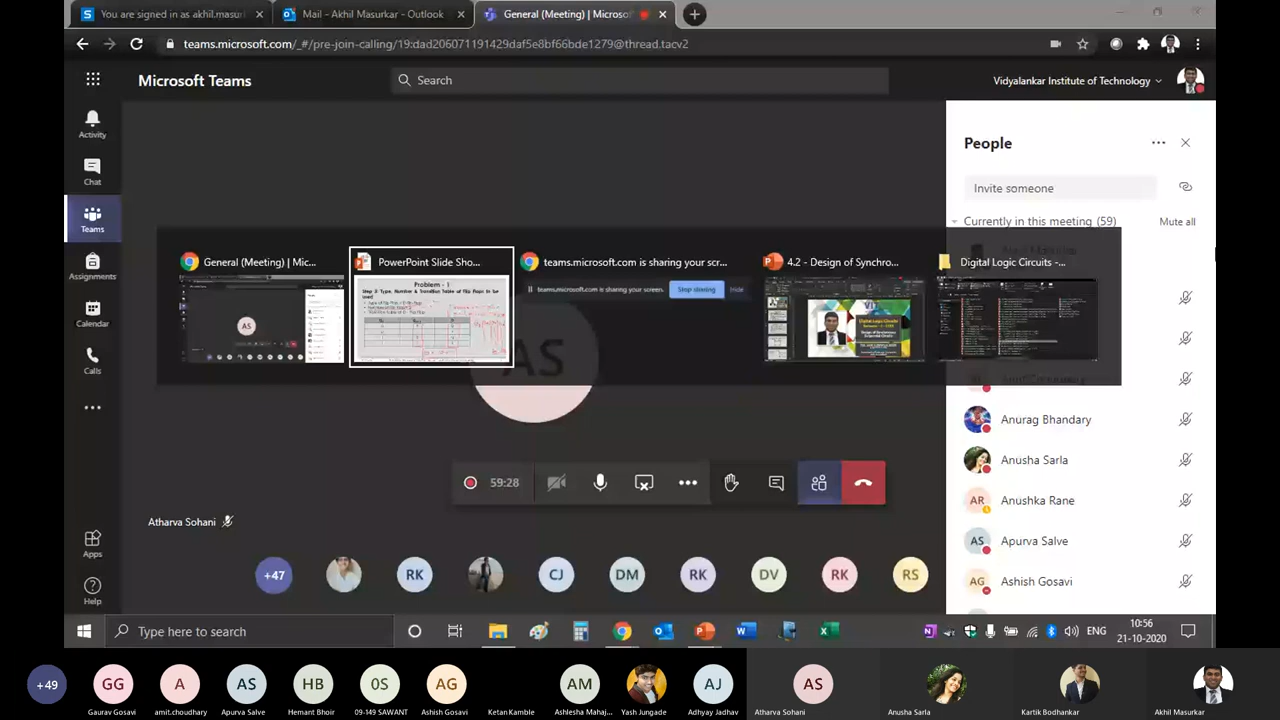 You are signed in as akhil.masur
Mail - Akhil Masurkar - Outlook
General (Meeting) | Microsof
teams.microsoft.com/_#/pre-join-calling/19:dad206071191429daf5e8bf66bde1279@thread.tacv2
Microsoft Teams
Search
Vidyalankar Institute of Technology
Activity
Chat
Teams
Assignments
Calendar
Calls
Apps
Help
People
Invite someone
Currently in this meeting (59)
Mute all
General (Meeting) | Mic...
PowerPoint Slide Sho...
teams.microsoft.com is sharing your scr...
4.2 - Design of Synchro...
Digital Logic Circuits -...
Problem - 1
teams.microsoft.com is sharing your screen.
Stop sharing
Hide
AS
AS
Anurag Bhandary
Anusha Sarla
AR
Anushka Rane
AS
Apurva Salve
AG
Ashish Gosavi
59:28
Atharva Sohani
+47
RK
CJ
DM
RK
DV
RK
RS
Type here to search
ENG
10:56
21-10-2020
+49
GG
A
AS
HB
0S
AG
AM
AJ
AS
Gaurav Gosavi
amit.choudhary
Apurva Salve
Hemant Bhoir
09-149 SAWANT
Ashish Gosavi
Ketan Kamble
Ashlesha Mahaj...
Yash Jungade
Adhyay Jadhav
Atharva Sohani
Anusha Sarla
Kartik Bodhankar
Akhil Masurkar